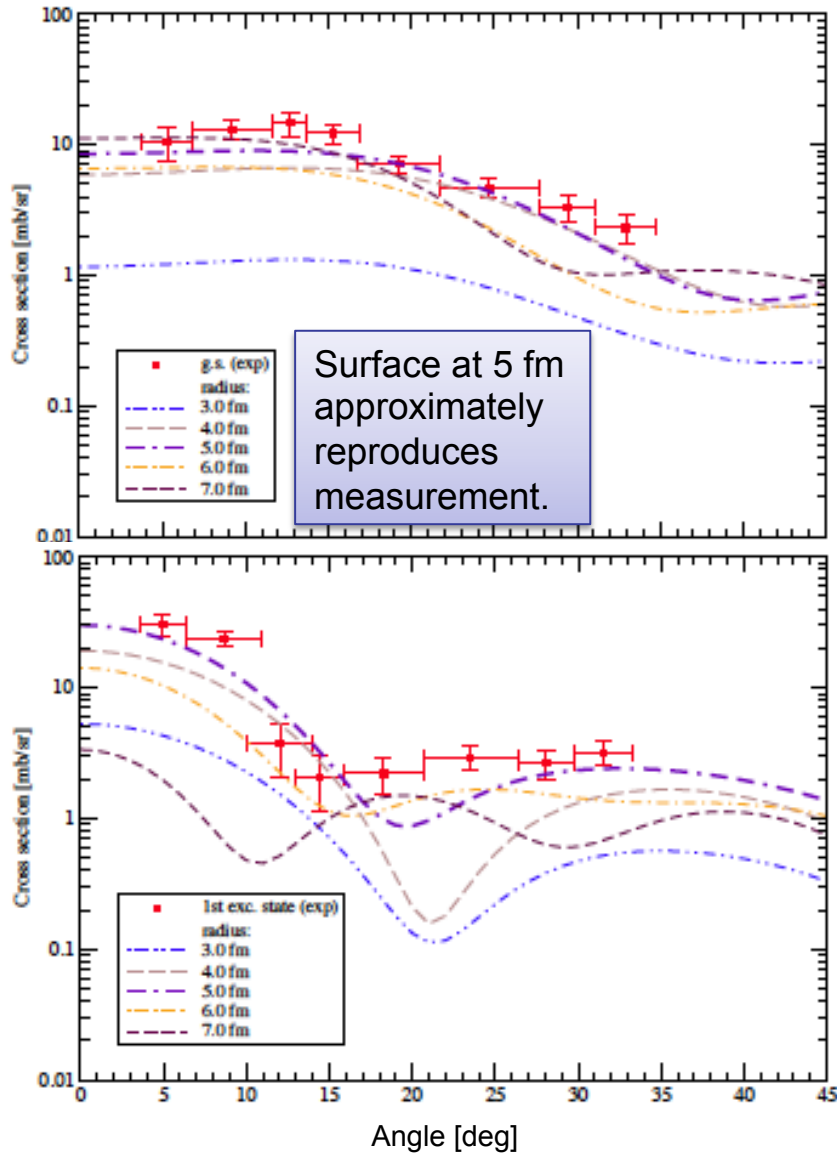 100
10
1
0.1
0.01
Cross section [mb/sr]
g.s. (exp)
radius:
3.0 fm
4.0 fm
5.0 fm
6.0 fm
7.0 fm
Surface at 5 fm
approximately
reproduces
measurement.
100
10
1
0.1
0.01
Cross section [mb/sr]
1st exc. state (exp)
radius:
3.0 fm
4.0 fm
5.0 fm
6.0 fm
7.0 fm
0 5 10 15 20 25 30 35 40 45
Angle [deg]